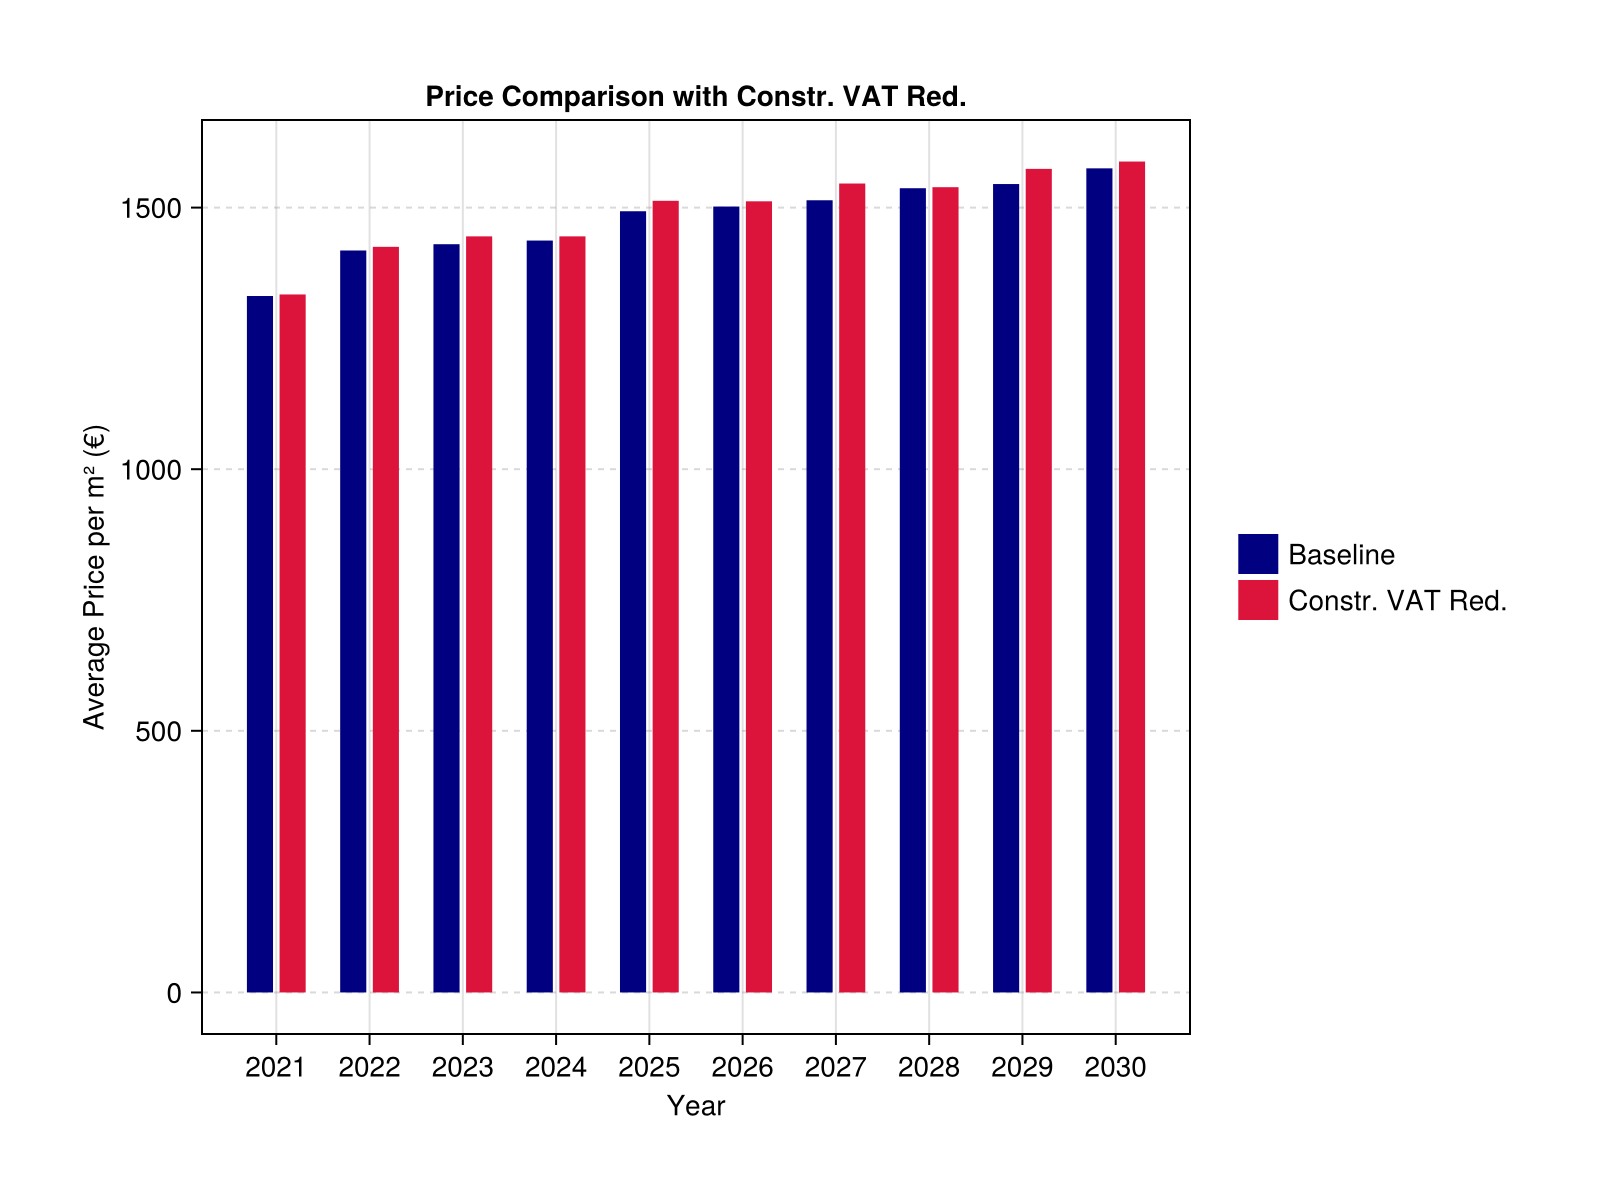 Price Comparison with Constr. VAT Red.
Average Price per m² (€)
1500
1000
500
0
2021 2022 2023 2024 2025 2026 2027 2028 2029 2030
Year
Baseline
Constr. VAT Red.